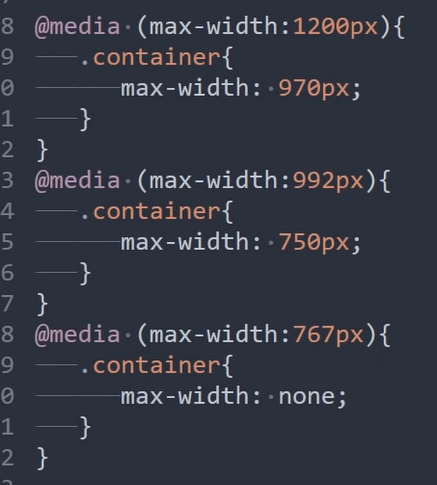 8 @media (max-width:1200px){
9 .container{
0 max-width: 970px;
1 }
2 }
3 @media (max-width:992px){
4 .container{
5 max-width: 750px;
6 }
7 }
8 @media (max-width:767px){
9 .container{
0 max-width: none;
1 }
2 }